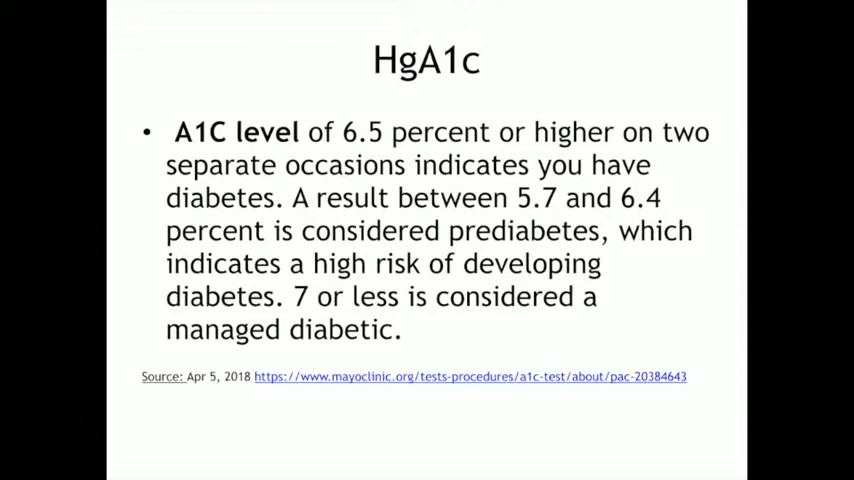 HgA1c
• A1C level of 6.5 percent or higher on two
separate occasions indicates you have
diabetes. A result between 5.7 and 6.4
percent is considered prediabetes, which
indicates a high risk of developing
diabetes. 7 or less is considered a
managed diabetic.
Source: Apr 5, 2018 https://www.mayoclinic.org/tests-procedures/a1c-test/about/pac-20384643